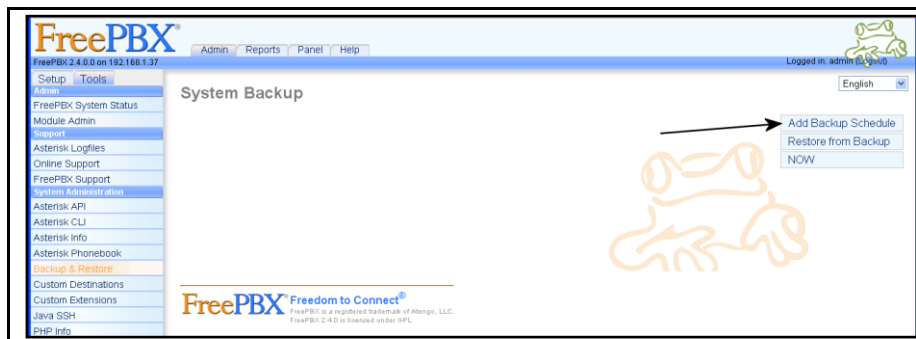 FreePBX®
Admin Reports Panel Help
FreePBX 2.4.0.0 on 192.168.1.37
Logged in: admin (Logout)
Setup Tools
English
Admin
FreePBX System Status
Module Admin
Support
Asterisk Logfiles
Online Support
FreePBX Support
System Administration
Asterisk API
Asterisk CLI
Asterisk Info
Asterisk Phonebook
Backup & Restore
Custom Destinations
Custom Extensions
Java SSH
PHP Info
System Backup
Add Backup Schedule
Restore from Backup
NOW
FreePBX® Freedom to Connect®
FreePBX is a registered trademark of Atengo, LLC.
FreePBX 2.4.0 is licensed under GPL